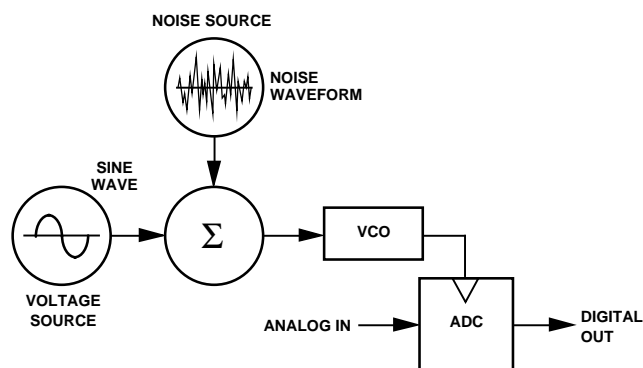 NOISE SOURCE
NOISE
WAVEFORM
SINE
WAVE
Σ
VCO
VOLTAGE
SOURCE
ANALOG IN
ADC
DIGITAL
OUT